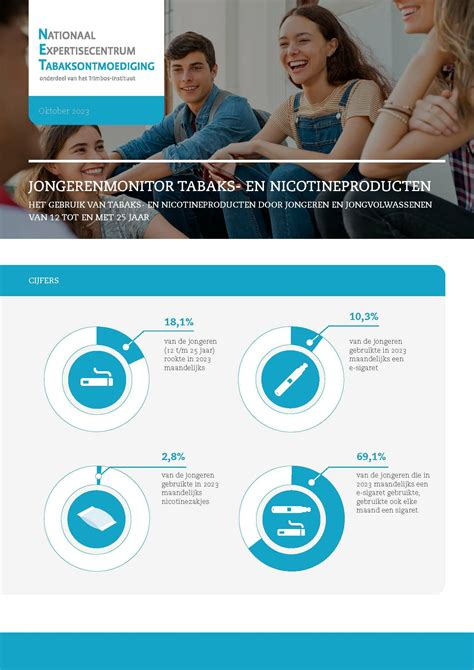 NATIONAAL
EXPERTISECENTRUM
TABAKSONTMOEDIGING
onderdeel van het Trimbos-instituut
Oktober 2023
JONGERENMONITOR TABAKS- EN NICOTINEPRODUCTEN
HET GEBRUIK VAN TABAKS- EN NICOTINEPRODUCTEN DOOR JONGEREN EN JONGVOLWASSENEN
VAN 12 TOT EN MET 25 JAAR
CIJFERS
18,1%
van de jongeren
(12 t/m 25 jaar)
rookte in 2023
maandelijks
10,3%
van de jongeren
gebruikte in 2023
maandelijks een
e-sigaret
2,8%
van de jongeren
gebruikte in 2023
maandelijks
nicotinezakjes
69,1%
van de jongeren die in
2023 maandelijks een
e-sigaret gebruikte,
gebruikte ook elke
maand een sigaret